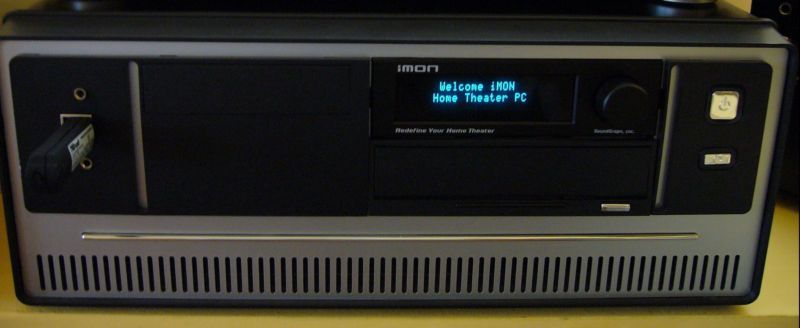 iMON
Welcome iMON
Home Theater PC
Redefine Your Home Theater
SoundGraph, Inc.